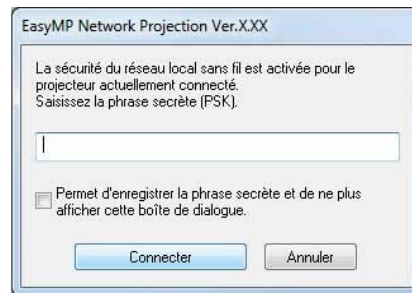 EasyMP Network Projection Ver.X.XX
La sécurité du réseau local sans fil est activée pour le
projecteur actuellement connecté.
Saisissez la phrase secrète (PSK).
Permet d'enregistrer la phrase secrète et de ne plus
afficher cette boîte de dialogue.
Connecter
Annuler